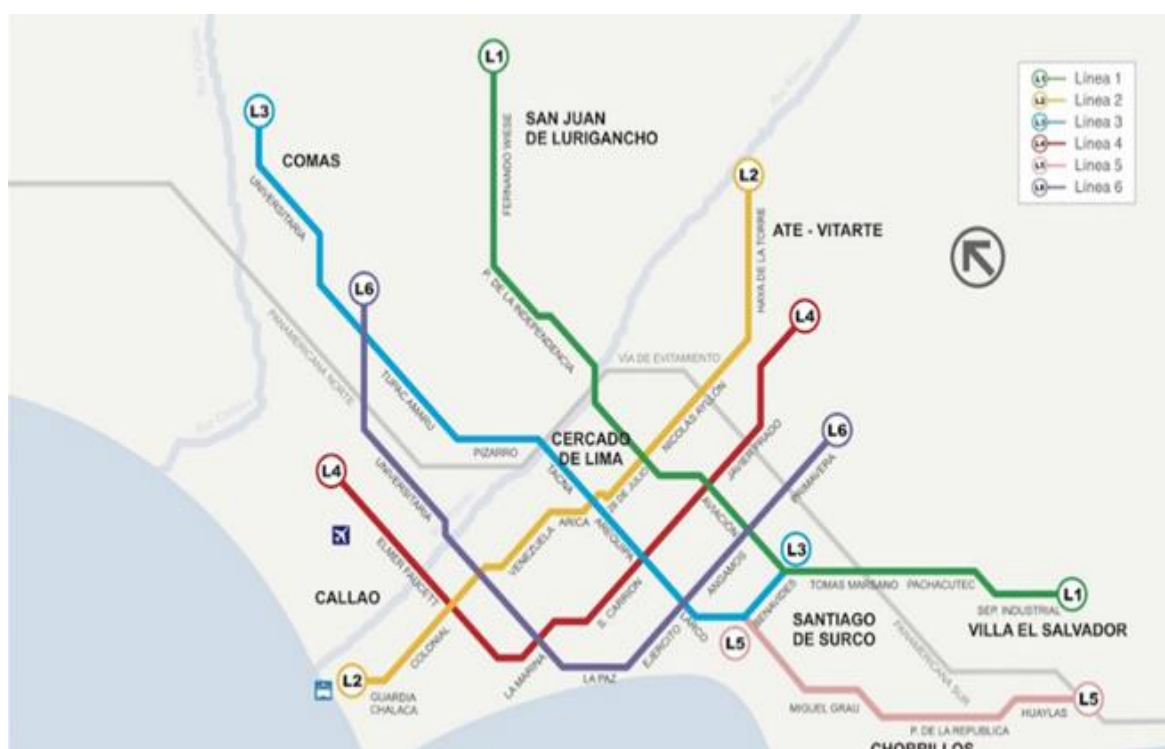 L1
L3
L1 Línea 1
L2 Línea 2
L3 Línea 3
L4 Línea 4
L5 Línea 5
L6 Línea 6
SAN JUAN
DE LURIGANCHO
FERNANDO WIESE
COMAS
UNIVERSITARIA
L2
ATE - VITARTE
HAYA DE LA TORRE
L6
P. DE LA INDEPENDENCIA
L4
PANAMERICANA NORTE
VÍA DE EVITAMIENTO
TUPAC AMARU
NICOLAS AYLLÓN
L6
PIZARRO
CERCADO
DE LIMA
TACNA
JAVIER PRADO
PRIMAVERA
L4
UNIVERSITARIA
28 DE JULIO
AVIACIÓN
ARICA
AREQUIPA
VENEZUELA
ELMER FAUCETT
L3
ANGAMOS
CALLAO
COLONIAL
S. CARRION
LARCO
BENAVIDES
TOMAS MARSANO
PACHACUTEC
L1
SEP. INDUSTRIAL
VILLA EL SALVADOR
SANTIAGO
DE SURCO
L5
LA MARINA
EJERCITO
LA PAZ
L2
GUARDIA
CHALACA
PANAMERICANA SUR
MIGUEL GRAU
L5
HUAYLAS
P. DE LA REPUBLICA
CHORRILLOS